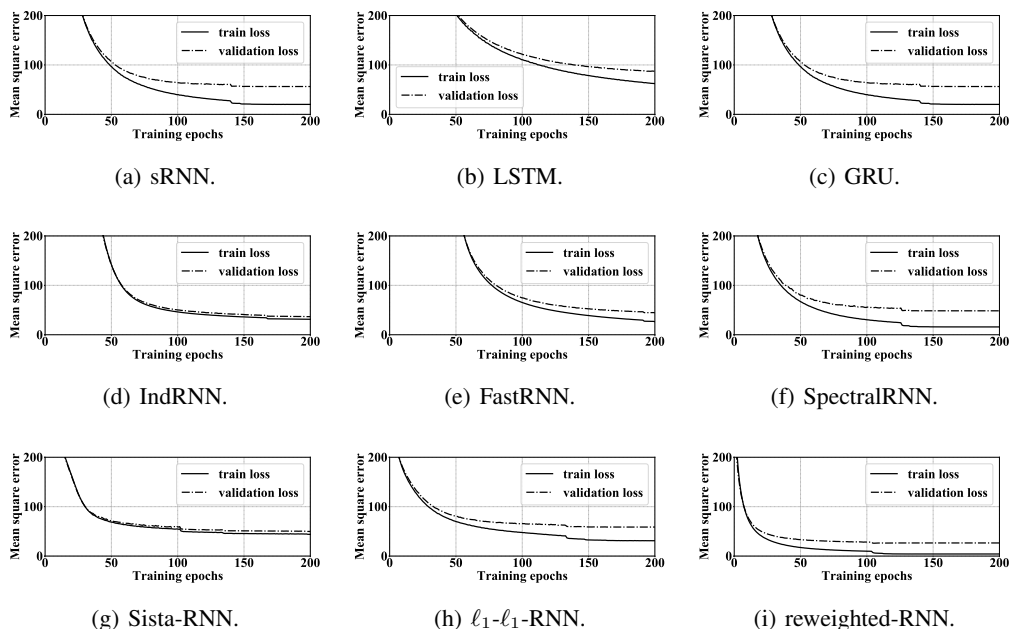 Mean square error
200
100
0
train loss
validation loss
0 50 100 150 200
Training epochs
(a) sRNN.
Mean square error
200
100
0
train loss
validation loss
0 50 100 150 200
Training epochs
(b) LSTM.
Mean square error
200
100
0
train loss
validation loss
0 50 100 150 200
Training epochs
(c) GRU.
Mean square error
200
100
0
train loss
validation loss
0 50 100 150 200
Training epochs
(d) IndRNN.
Mean square error
200
100
0
train loss
validation loss
0 50 100 150 200
Training epochs
(e) FastRNN.
Mean square error
200
100
0
train loss
validation loss
0 50 100 150 200
Training epochs
(f) SpectralRNN.
Mean square error
200
100
0
train loss
validation loss
0 50 100 150 200
Training epochs
(g) Sista-RNN.
Mean square error
200
100
0
train loss
validation loss
0 50 100 150 200
Training epochs
(h) ℓ₁-ℓ₁-RNN.
Mean square error
200
100
0
train loss
validation loss
0 50 100 150 200
Training epochs
(i) reweighted-RNN.